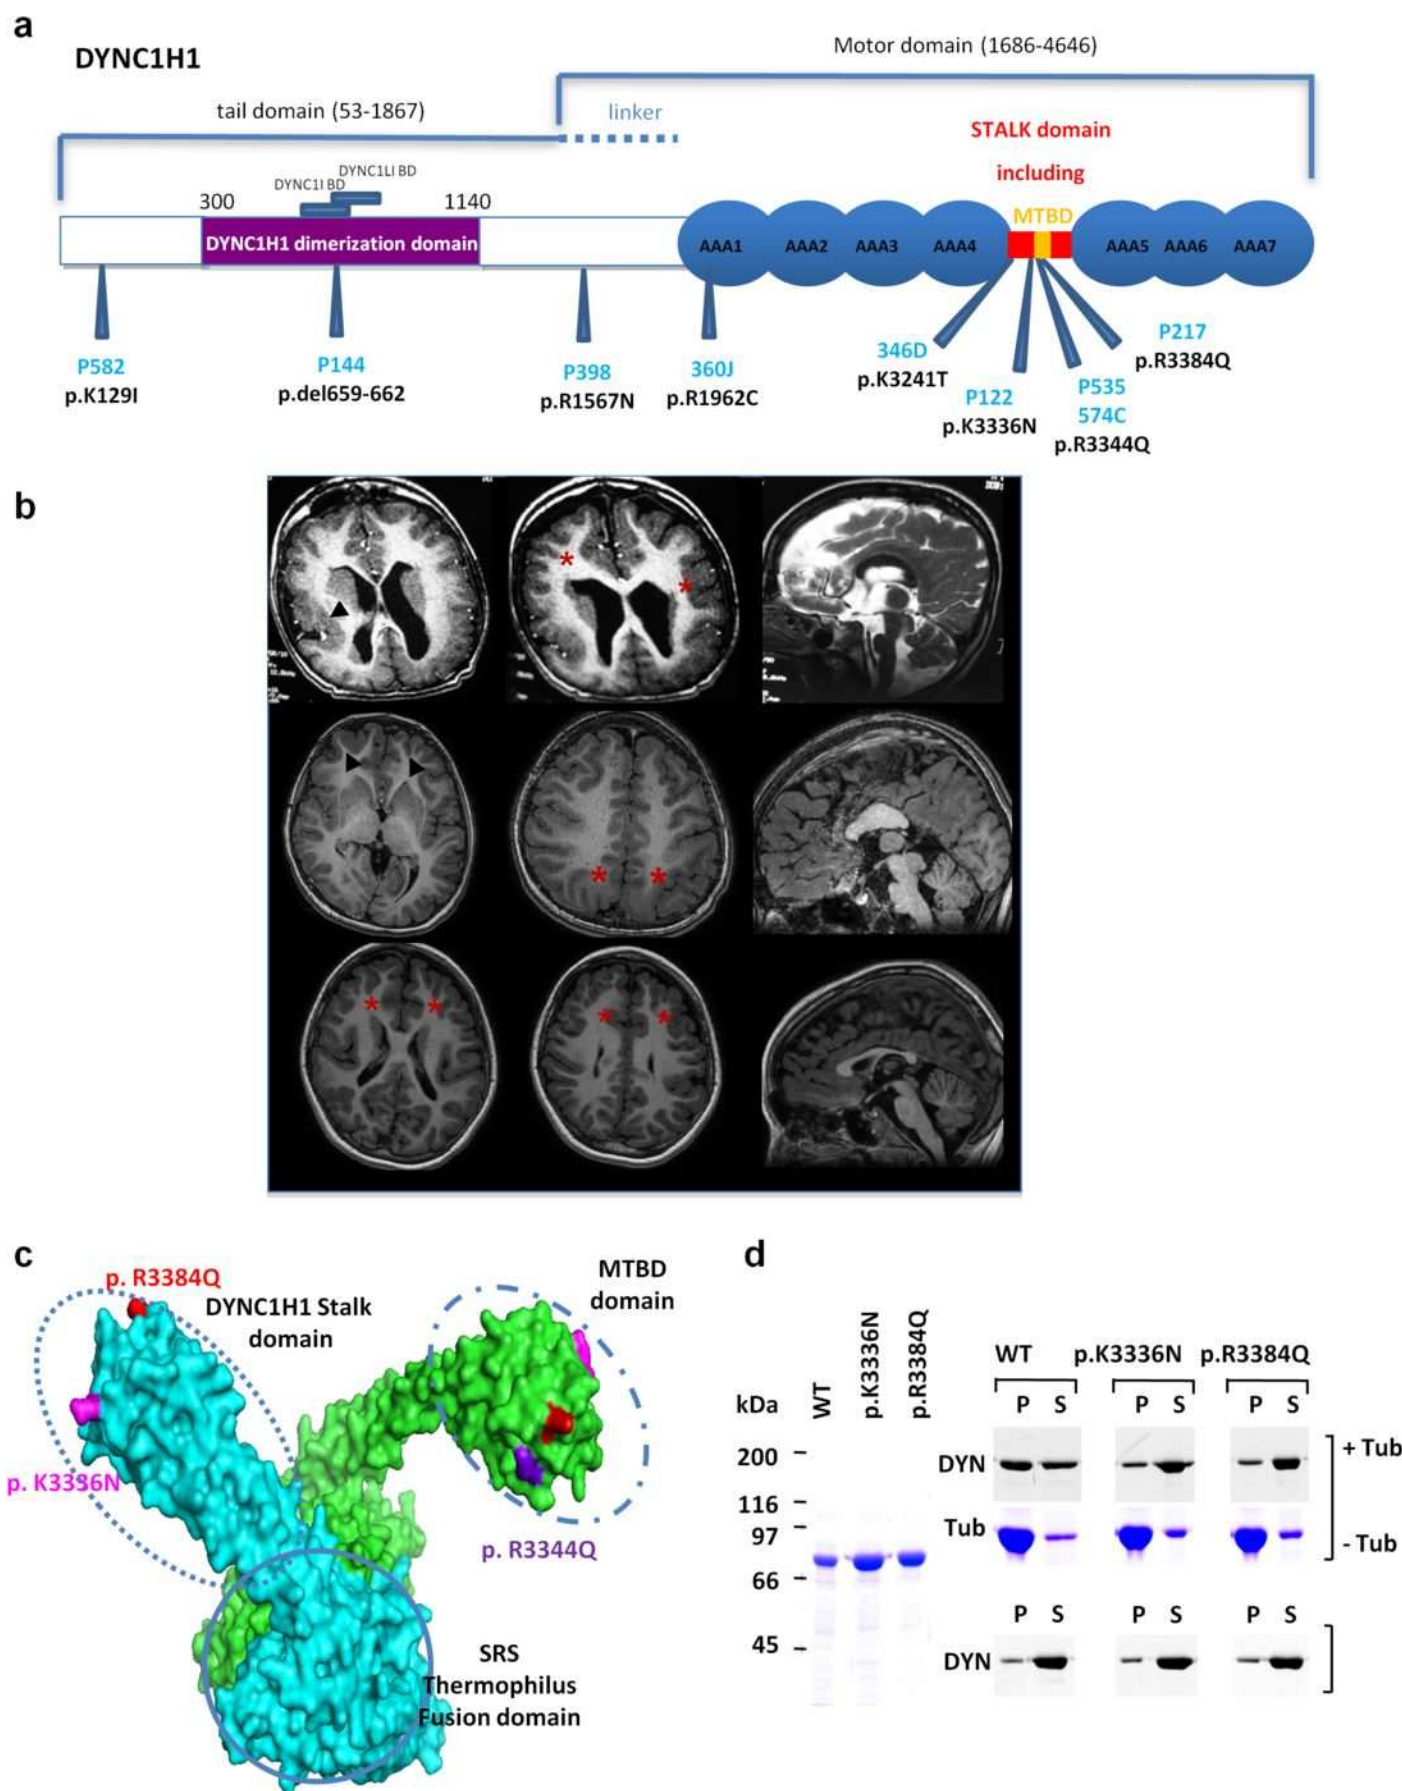 a
DYNC1H1
Motor domain (1686-4646)
tail domain (53-1867)
linker
STALK domain
including
MTBD
DYNC1LI BD
DYNC1I BD
300
1140
DYNC1H1 dimerization domain
AAA1
AAA2
AAA3
AAA4
AAA5
AAA6
AAA7
P582
p.K129I
P144
p.del659-662
P398
p.R1567N
360J
p.R1962C
346D
p.K3241T
P122
p.K3336N
P535
574C
p.R3344Q
P217
p.R3384Q
b
*
*
*
*
*
*
*
*
c
p. R3384Q
DYNC1H1 Stalk
domain
MTBD
domain
p. K3336N
p. R3344Q
SRS
Thermophilus
Fusion domain
d
kDa
WT
p.K3336N
p.R3384Q
200
116
97
66
45
WT
p.K3336N
p.R3384Q
P S
P S
P S
DYN
+ Tub
Tub
- Tub
P S
P S
P S
DYN